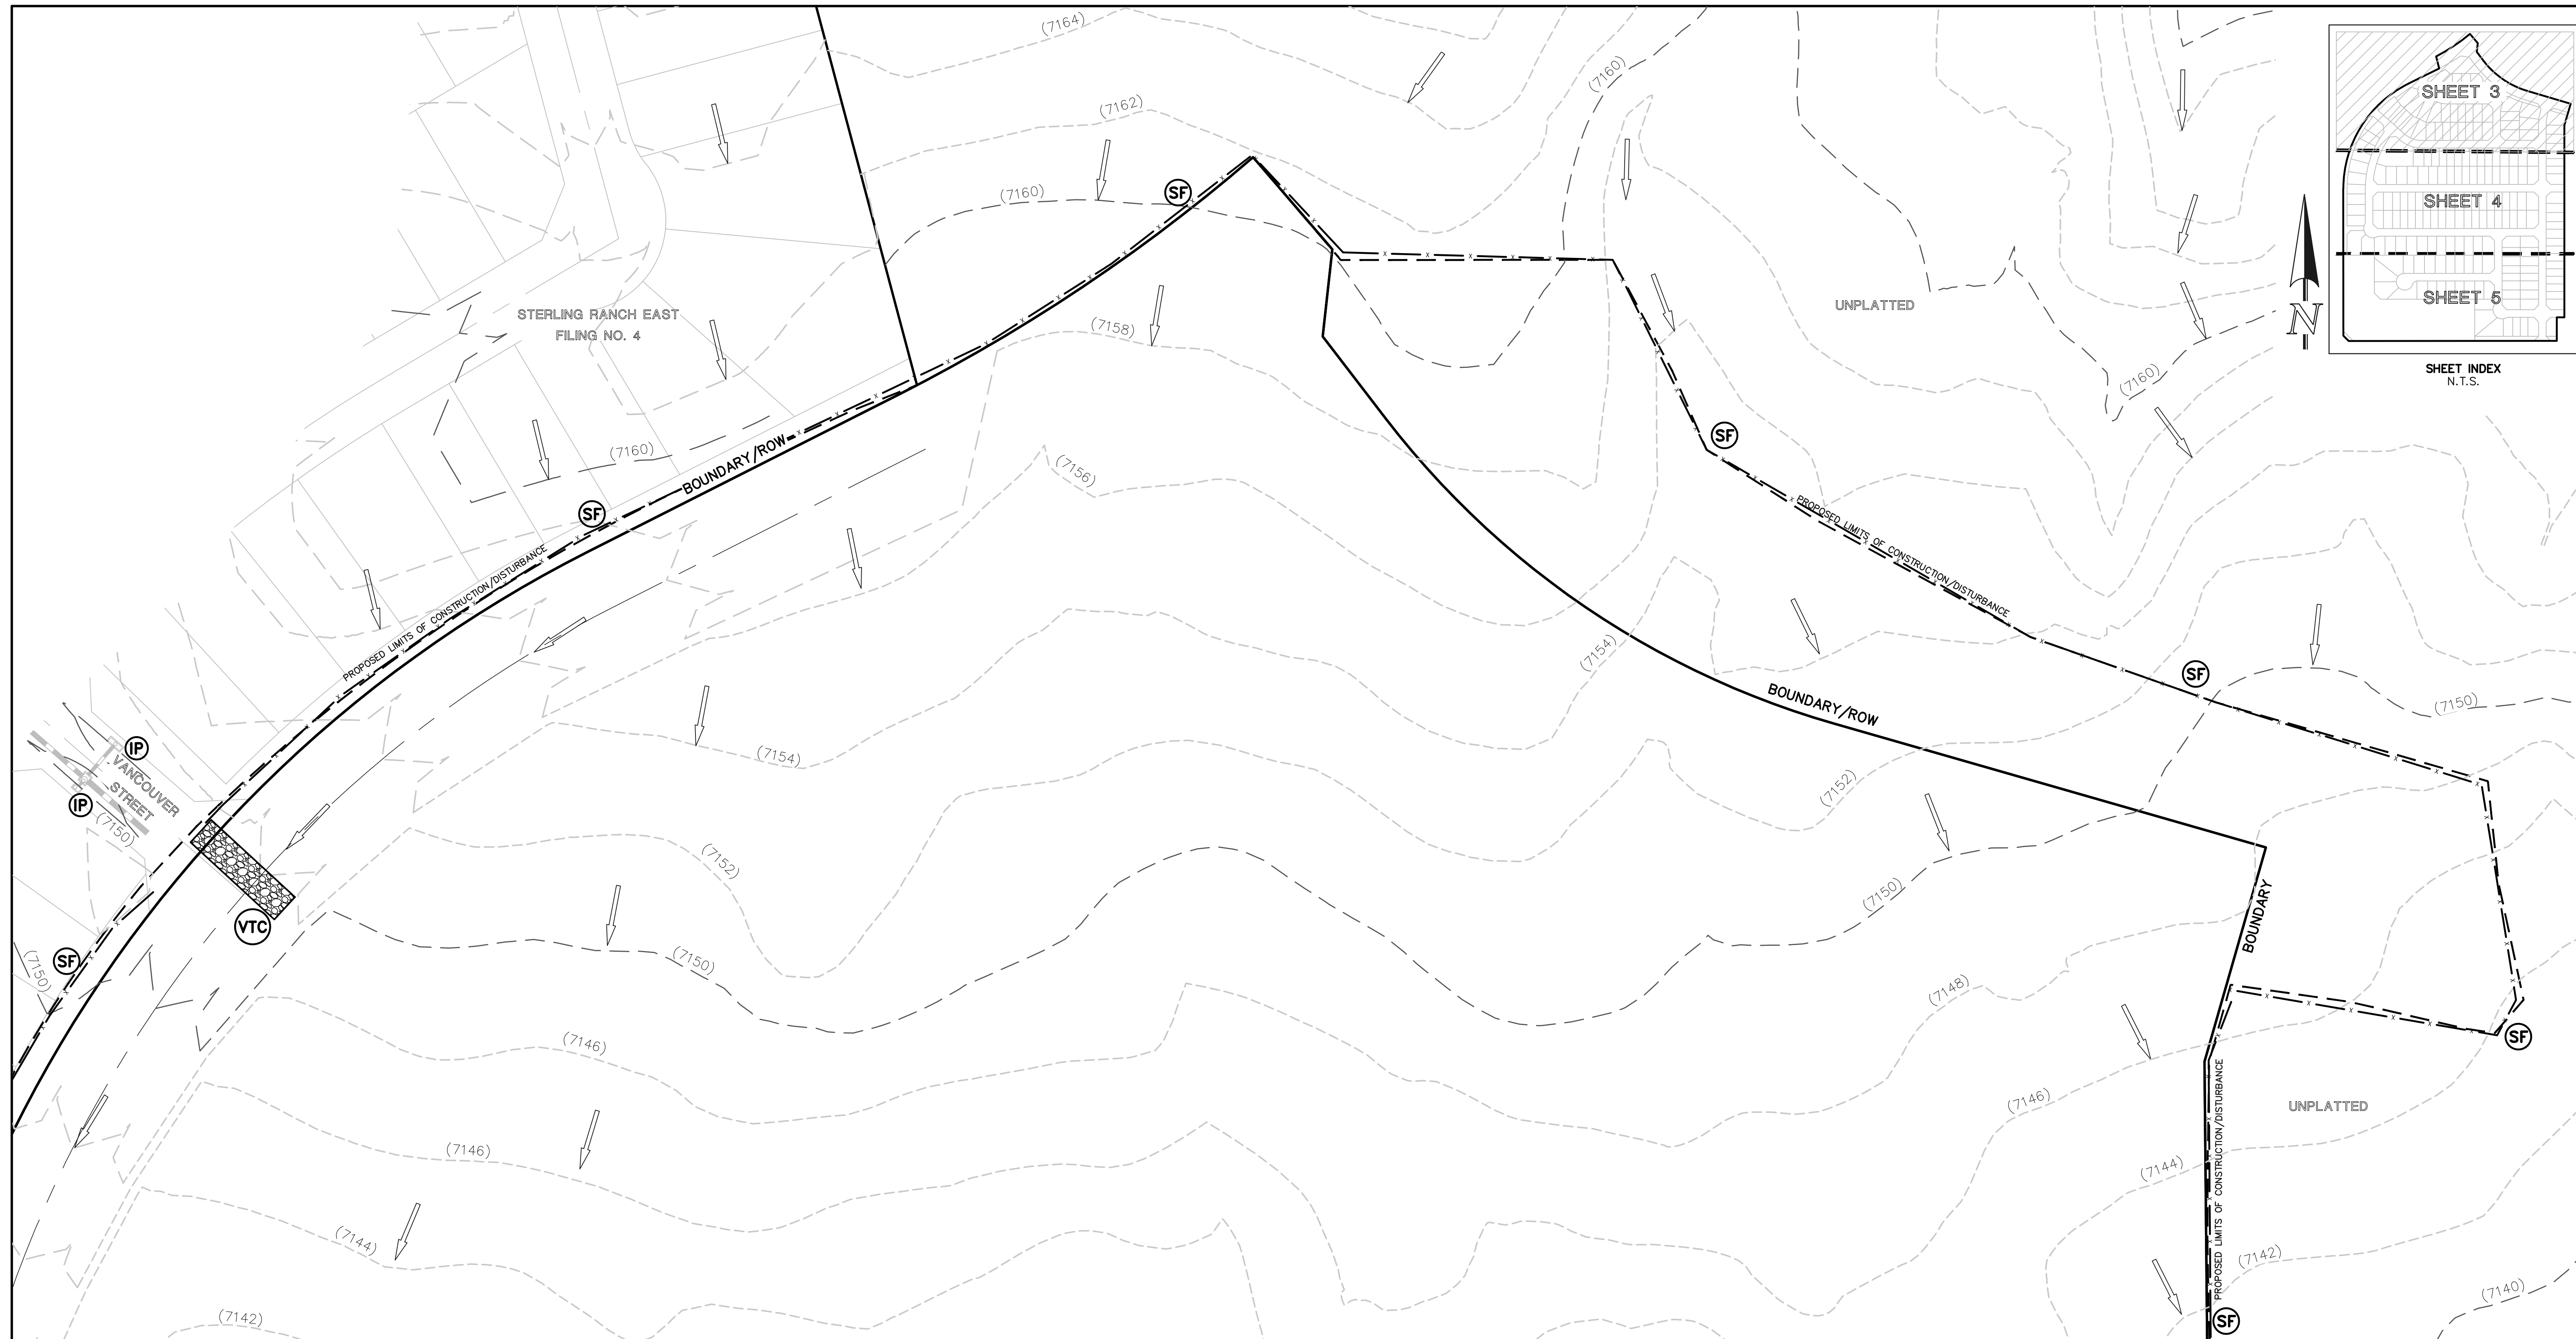 (7164)
(7160)
SHEET 3
(7162)
SF
(7160)
SHEET 4
SHEET 5
N
UNPLATTED
STERLING RANCH EAST
FILING NO. 4
(7158)
SHEET INDEX
N.T.S.
(7160)
SF
(7160)
BOUNDARY/ROW
(7156)
SF
PROPOSED LIMITS OF CONSTRUCTION/DISTURBANCE
PROPOSED LIMITS OF CONSTRUCTION/DISTURBANCE
(7154)
SF
BOUNDARY/ROW
(7150)
IP
VANCOUVER
STREET
IP
(7150)
(7154)
(7152)
(7152)
(7150)
BOUNDARY
VTC
SF
(7150)
(7150)
(7148)
SF
(7146)
(7146)
PROPOSED LIMITS OF CONSTRUCTION/DISTURBANCE
UNPLATTED
(7146)
(7144)
(7144)
(7142)
(7140)
(7142)
SF